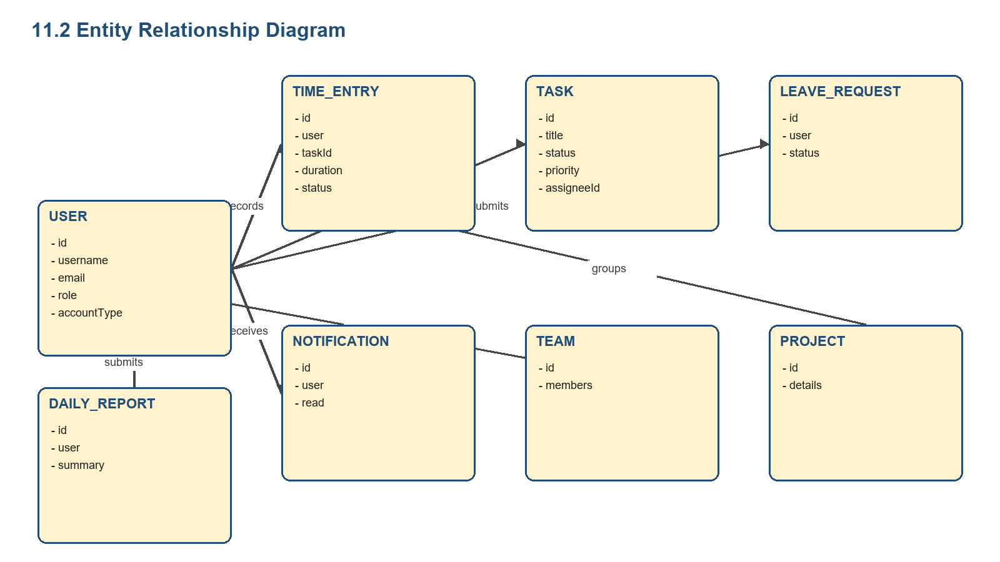 11.2 Entity Relationship Diagram
TIME_ENTRY
- id
- user
- taskId
- duration
- status
TASK
- id
- title
- status
- priority
- assigneeId
LEAVE_REQUEST
- id
- user
- status
ecords
ubmits
USER
- id
- username
- email
- role
- accountType
groups
eceives
submits
NOTIFICATION
- id
- user
- read
TEAM
- id
- members
PROJECT
- id
- details
DAILY_REPORT
- id
- user
- summary